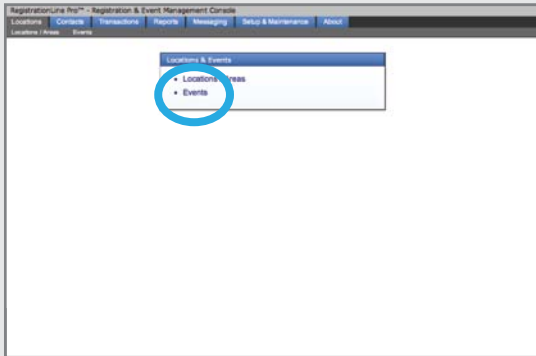 RegistrationLine Pro™ - Registration & Event Management Console
Locations Contacts Transactions Reports Messaging Setup & Maintenance About
Locations / Areas Events
Locations & Events
• Locations / Areas
• Events